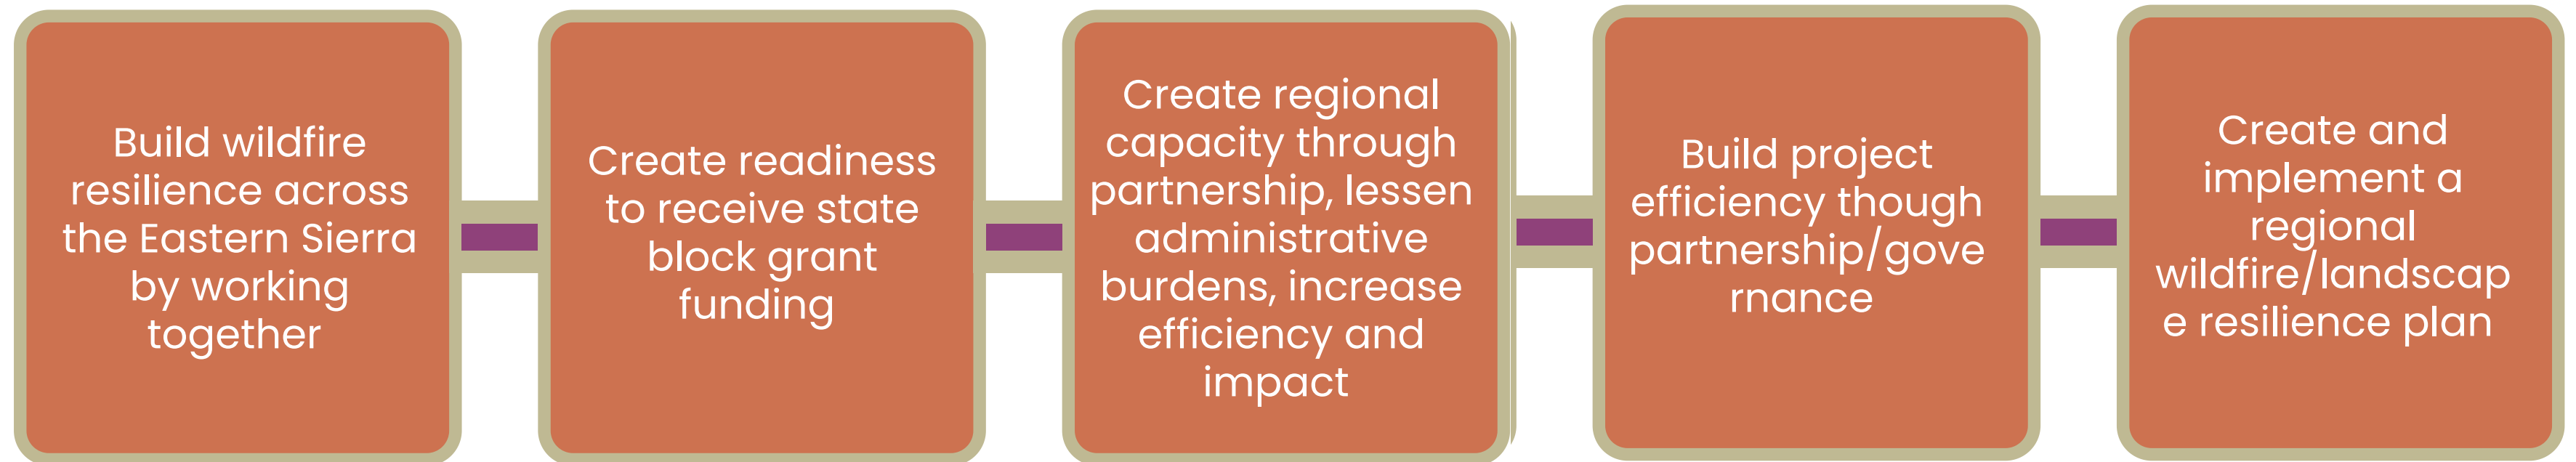 Build wildfire
resilience across
the Eastern Sierra
by working
together
Create readiness
to receive state
block grant
funding
Create regional
capacity through
partnership, lessen
administrative
burdens, increase
efficiency and
impact
Build project
efficiency though
partnership/gove
rnance
Create and
implement a
regional
wildfire/landscap
e resilience plan